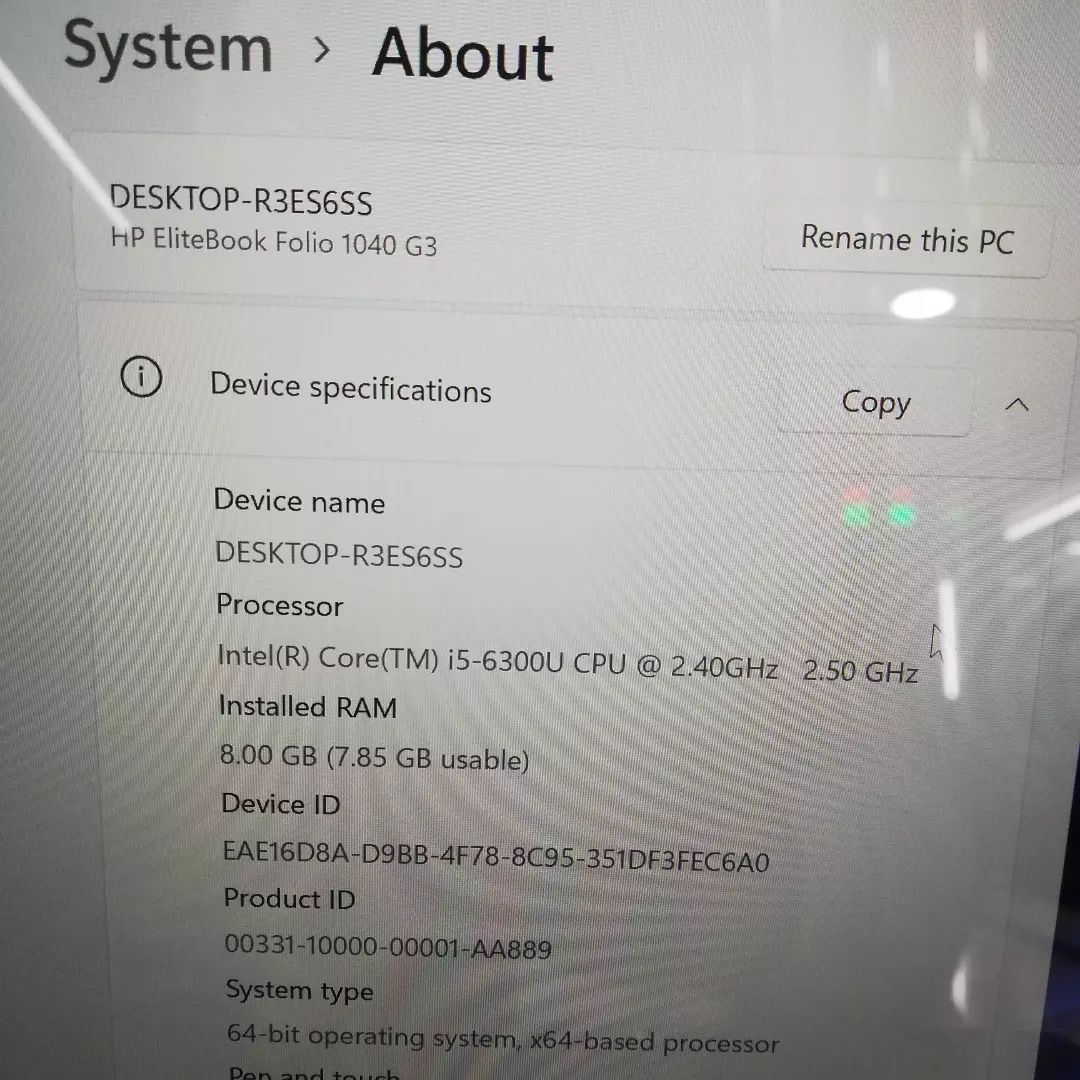 System > About
DESKTOP-R3ES6SS
HP EliteBook Folio 1040 G3
Rename this PC
Device specifications
Copy
Device name
DESKTOP-R3ES6SS
Processor
Intel(R) Core(TM) i5-6300U CPU @ 2.40GHz 2.50 GHz
Installed RAM
8.00 GB (7.85 GB usable)
Device ID
EAE16D8A-D9BB-4F78-8C95-351DF3FEC6A0
Product ID
00331-10000-00001-AA889
System type
64-bit operating system, x64-based processor
Pen and touch